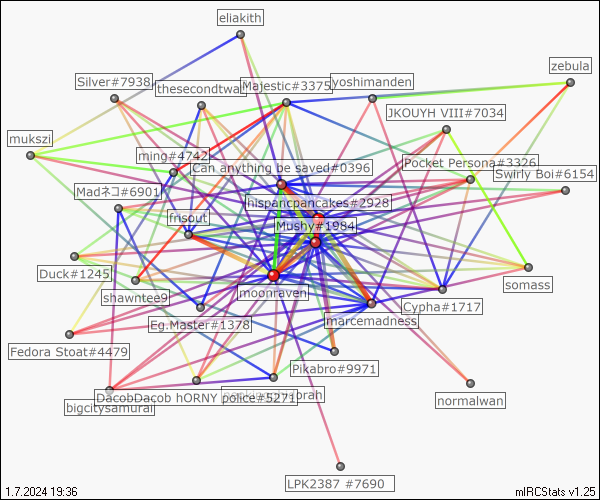 eliakith
zebula
Silver#7938
thesecondtwa
Majestic#3375
yoshimanden
JKOUYH VIII#7034
mukszi
ming#4742
Can anything be saved#0396
Pocket Persona#3326
Swirly Boi#6154
Madネコ#6901
hispanicpancakes#2928
frisout
Mushy#1984
Duck#1245
shawntee9
moonraven
Cypha#1717
somass
Eg.Master#1378
marcemadness
Fedora Stoat#4479
Pikabro#9971
bigcitysamurai
DacobDacob hORNY police#5271
normalwan
LPK2387 #7690
1.7.2024 19:36
mIRCStats v1.25